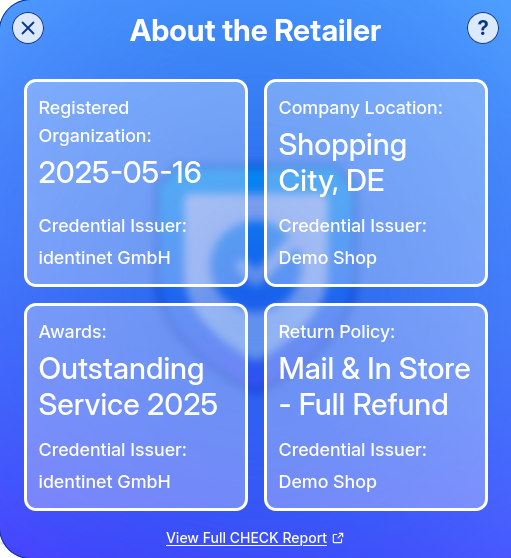 About the Retailer
?
Registered
Organization:
2025-05-16
Credential Issuer:
identinet GmbH
Company Location:
Shopping
City, DE
Credential Issuer:
Demo Shop
Awards:
Outstanding
Service 2025
Credential Issuer:
identinet GmbH
Return Policy:
Mail & In Store
- Full Refund
Credential Issuer:
Demo Shop
View Full CHECK Report